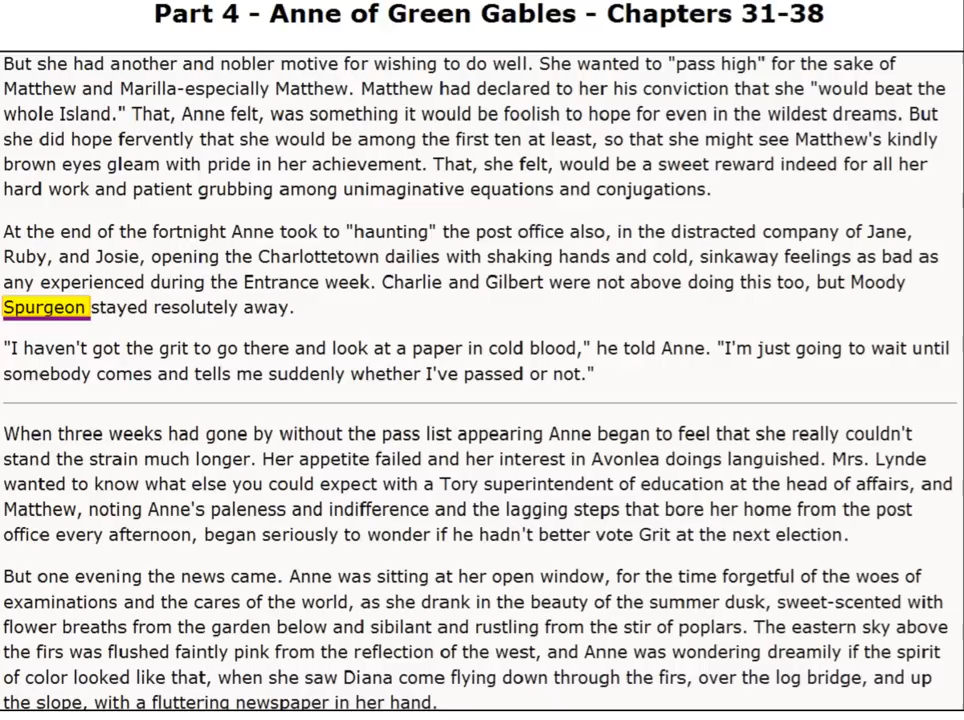 Part 4 - Anne of Green Gables - Chapters 31-38
But she had another and nobler motive for wishing to do well. She wanted to "pass high" for the sake of
Matthew and Marilla-especially Matthew. Matthew had declared to her his conviction that she "would beat the
whole Island." That, Anne felt, was something it would be foolish to hope for even in the wildest dreams. But
she did hope fervently that she would be among the first ten at least, so that she might see Matthew's kindly
brown eyes gleam with pride in her achievement. That, she felt, would be a sweet reward indeed for all her
hard work and patient grubbing among unimaginative equations and conjugations.
At the end of the fortnight Anne took to "haunting" the post office also, in the distracted company of Jane,
Ruby, and Josie, opening the Charlottetown dailies with shaking hands and cold, sinkaway feelings as bad as
any experienced during the Entrance week. Charlie and Gilbert were not above doing this too, but Moody
Spurgeon stayed resolutely away.
"I haven't got the grit to go there and look at a paper in cold blood," he told Anne. "I'm just going to wait until
somebody comes and tells me suddenly whether I've passed or not."
When three weeks had gone by without the pass list appearing Anne began to feel that she really couldn't
stand the strain much longer. Her appetite failed and her interest in Avonlea doings languished. Mrs. Lynde
wanted to know what else you could expect with a Tory superintendent of education at the head of affairs, and
Matthew, noting Anne's paleness and indifference and the lagging steps that bore her home from the post
office every afternoon, began seriously to wonder if he hadn't better vote Grit at the next election.
But one evening the news came. Anne was sitting at her open window, for the time forgetful of the woes of
examinations and the cares of the world, as she drank in the beauty of the summer dusk, sweet-scented with
flower breaths from the garden below and sibilant and rustling from the stir of poplars. The eastern sky above
the firs was flushed faintly pink from the reflection of the west, and Anne was wondering dreamily if the spirit
of color looked like that, when she saw Diana come flying down through the firs, over the log bridge, and up
the slope, with a fluttering newspaper in her hand.